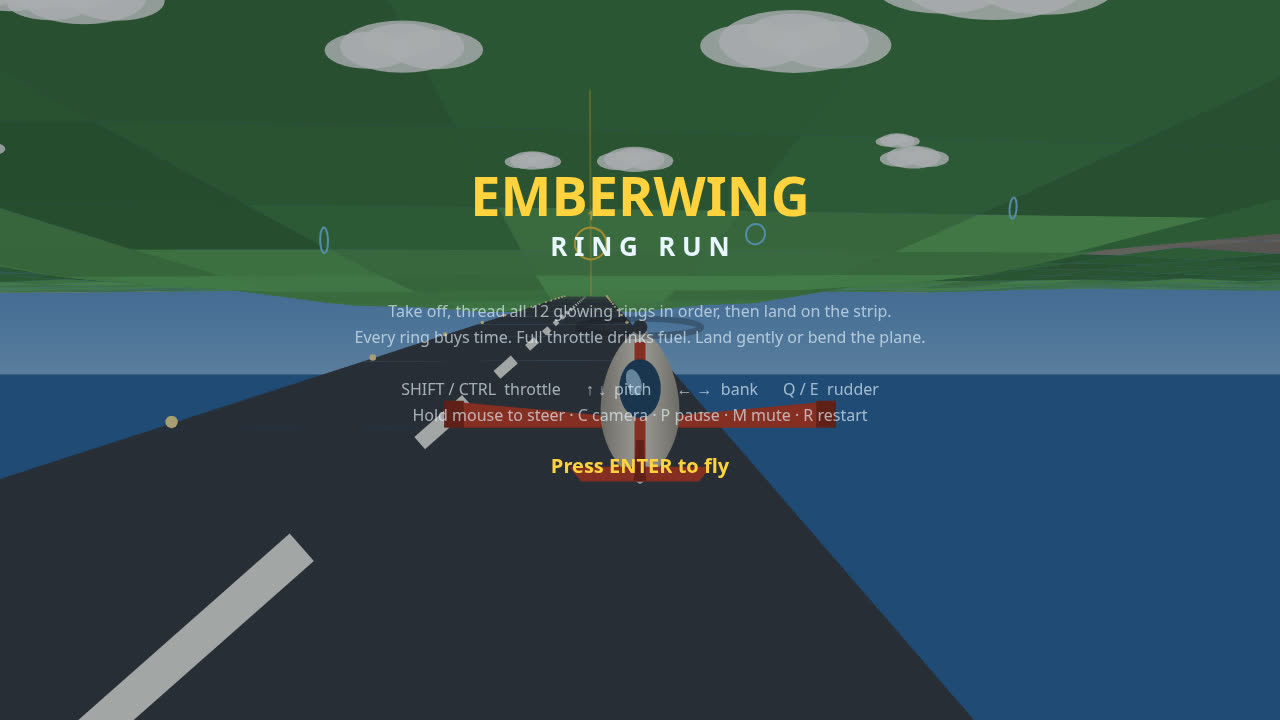 EMBERWING
RING RUN
Take off, thread all 12 glowing rings in order, then land on the strip.
Every ring buys time. Full throttle drinks fuel. Land gently or bend the plane.
SHIFT / CTRL throttle ↑ ↓ pitch ← → bank Q / E rudder
Hold mouse to steer · C camera · P pause · M mute · R restart
Press ENTER to fly